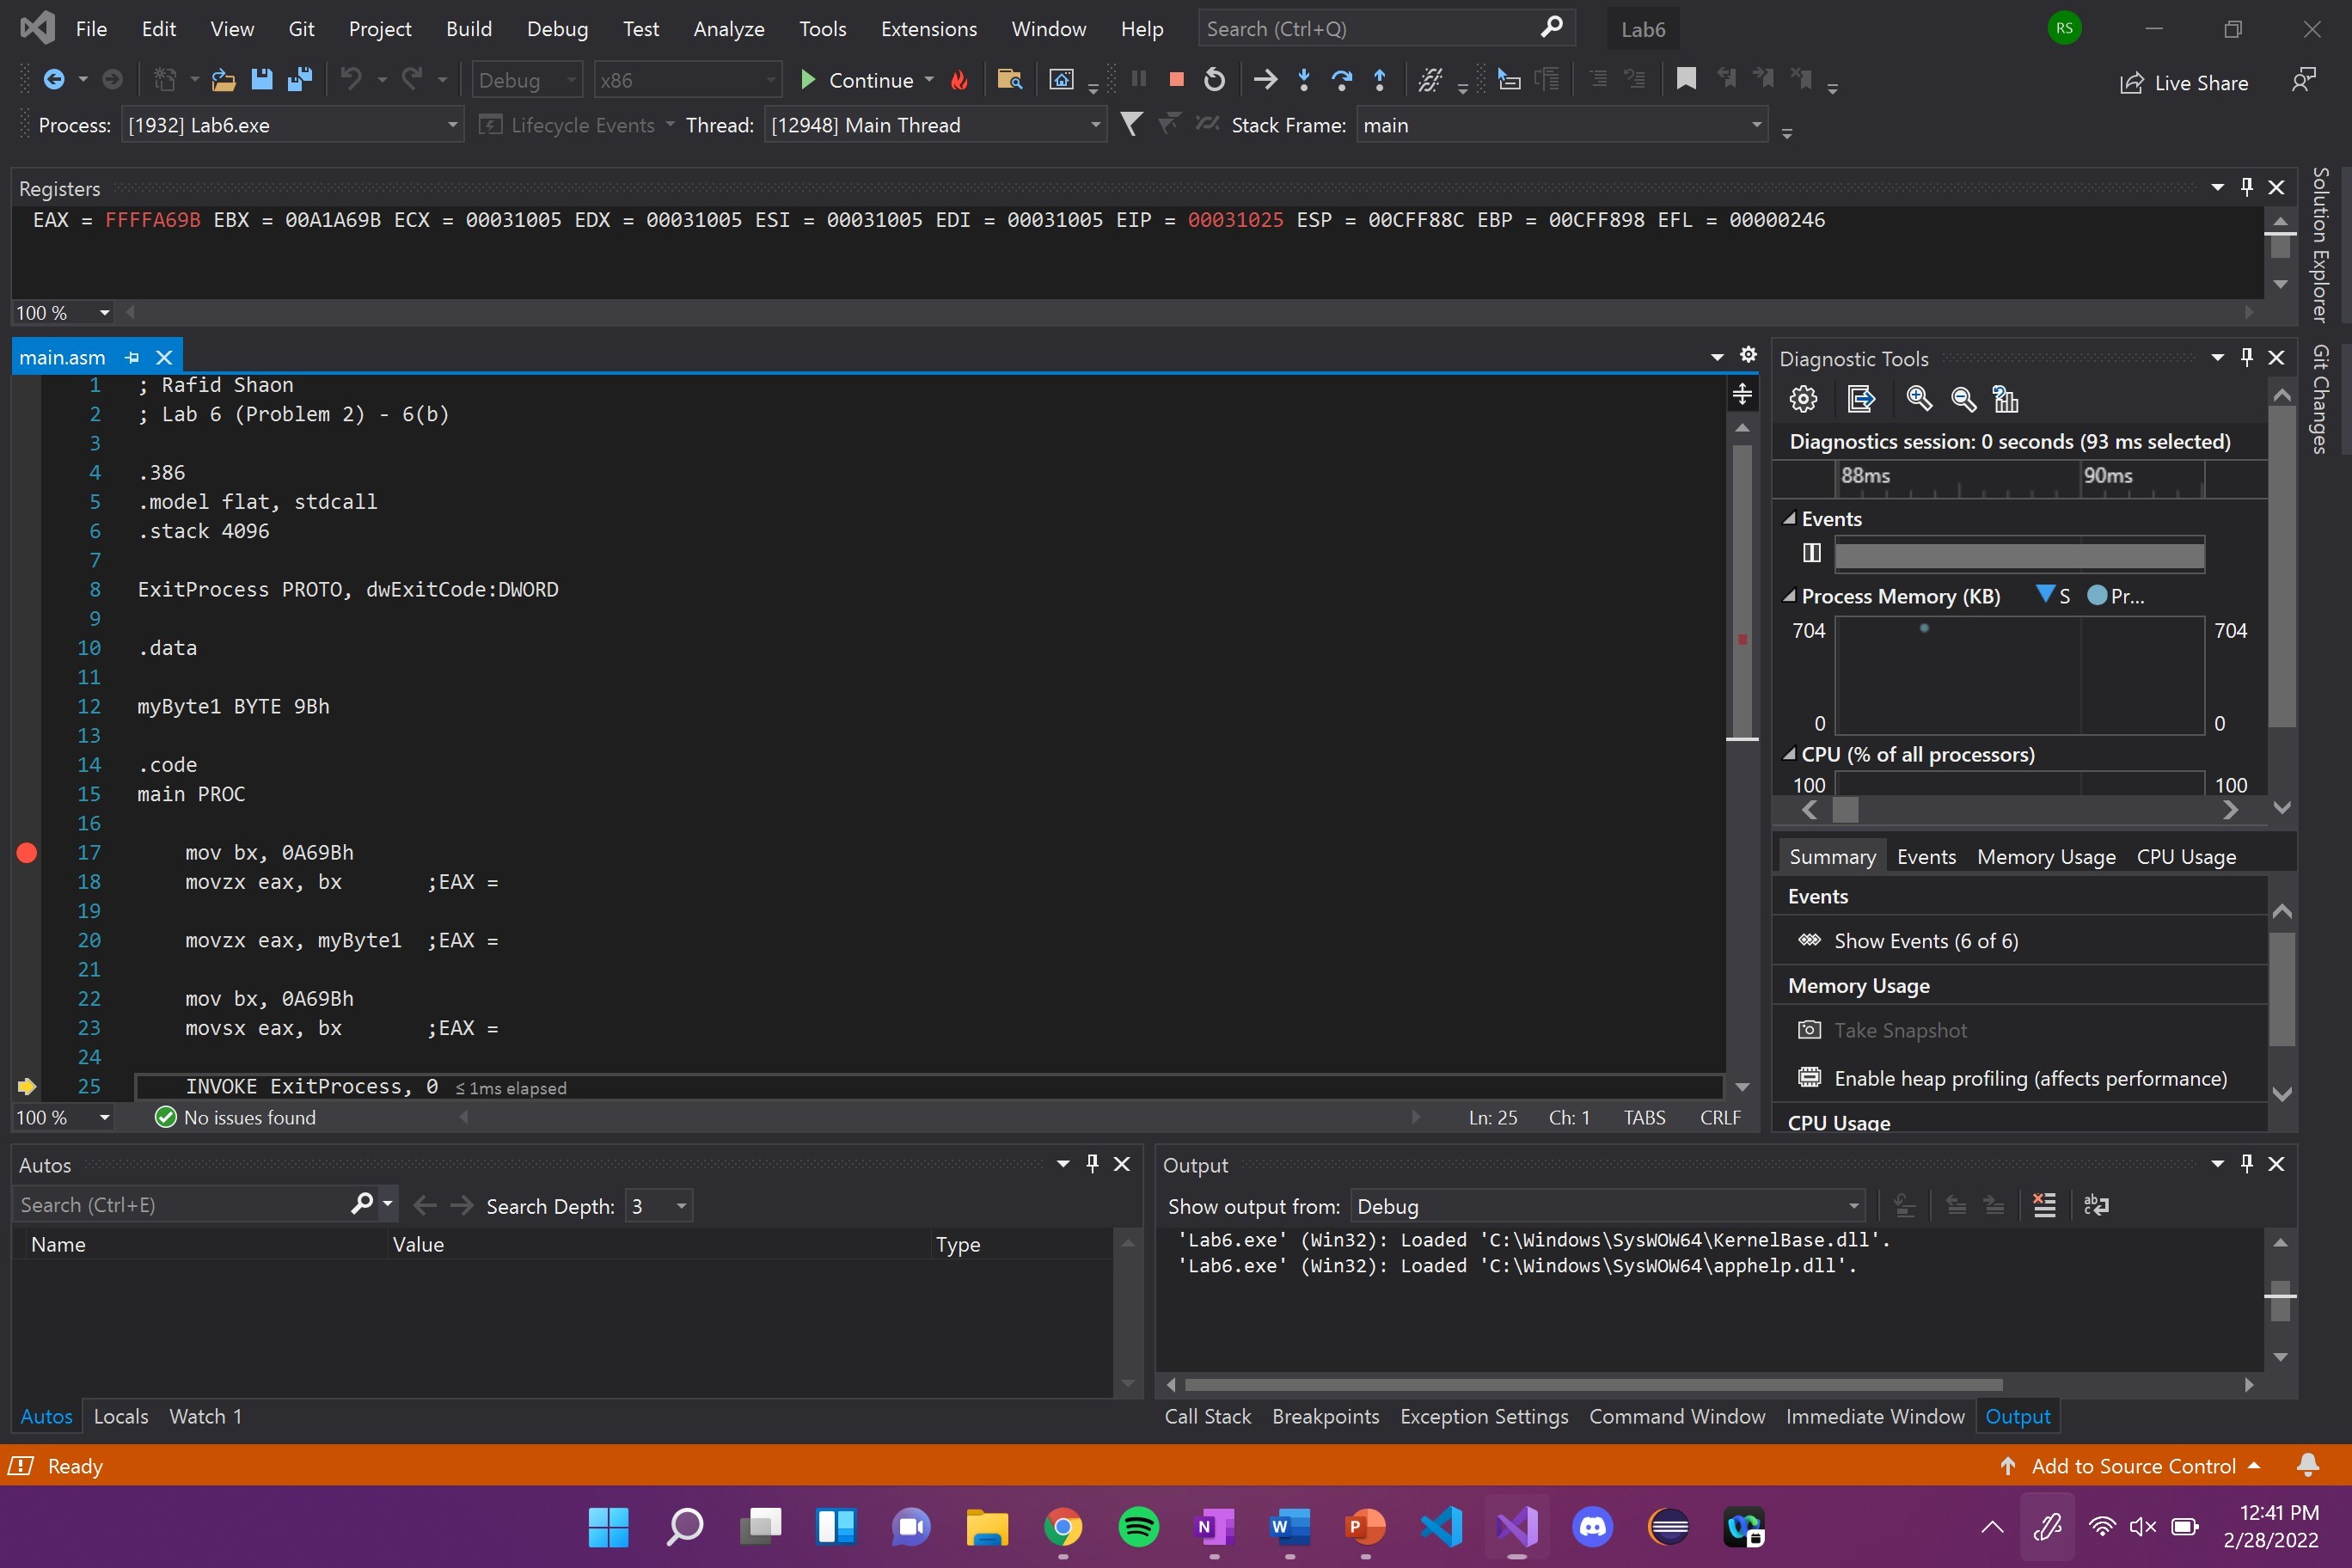 File Edit View Git Project Build Debug Test Analyze Tools Extensions Window Help Search (Ctrl+Q) Lab6 RS
Debug x86 Continue Live Share
Process: [1932] Lab6.exe Lifecycle Events Thread: [12948] Main Thread Stack Frame: main
Registers
EAX = FFFFA69B EBX = 00A1A69B ECX = 00031005 EDX = 00031005 ESI = 00031005 EDI = 00031005 EIP = 00031025 ESP = 00CFF88C EBP = 00CFF898 EFL = 00000246
100 %
Solution Explorer
Git Changes
main.asm
1 ; Rafid Shaon
2 ; Lab 6 (Problem 2) - 6(b)
3
4 .386
5 .model flat, stdcall
6 .stack 4096
7
8 ExitProcess PROTO, dwExitCode:DWORD
9
10 .data
11
12 myByte1 BYTE 9Bh
13
14 .code
15 main PROC
16
17 mov bx, 0A69Bh
18 movzx eax, bx ;EAX =
19
20 movzx eax, myByte1 ;EAX =
21
22 mov bx, 0A69Bh
23 movsx eax, bx ;EAX =
24
25 INVOKE ExitProcess, 0 ≤ 1ms elapsed
100 % No issues found Ln: 25 Ch: 1 TABS CRLF
Diagnostic Tools
Diagnostics session: 0 seconds (93 ms selected)
88ms 90ms
Events
Process Memory (KB) S Pr...
704 704
0 0
CPU (% of all processors)
100 100
Summary Events Memory Usage CPU Usage
Events
Show Events (6 of 6)
Memory Usage
Take Snapshot
Enable heap profiling (affects performance)
CPU Usage
Autos
Search (Ctrl+E) Search Depth: 3
Name Value Type
Autos Locals Watch 1
Output
Show output from: Debug
'Lab6.exe' (Win32): Loaded 'C:\Windows\SysWOW64\KernelBase.dll'.
'Lab6.exe' (Win32): Loaded 'C:\Windows\SysWOW64\apphelp.dll'.
Call Stack Breakpoints Exception Settings Command Window Immediate Window Output
Ready Add to Source Control
12:41 PM
2/28/2022